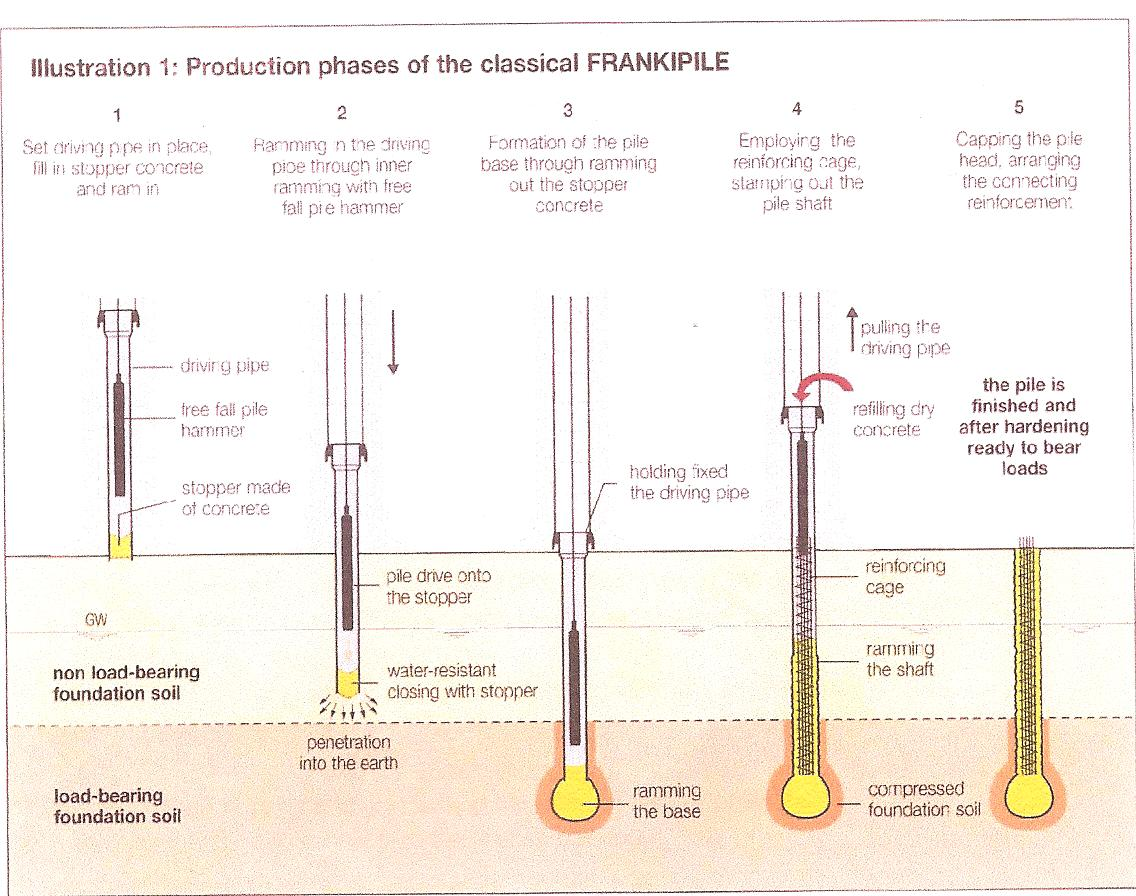 Illustration 1: Production phases of the classical FRANKIPILE
1
Set driving pipe in place,
fill in stopper concrete
and ram in
2
Ramming in the driving
pipe through inner
ramming with free
fall pile hammer
3
Formation of the pile
base through ramming
out the stopper
concrete
4
Employing the
reinforcing cage,
stamping out the
pile shaft
5
Capping the pile
head, arranging
the connecting
reinforcement
driving pipe
free fall pile
hammer
stopper made
of concrete
pile drive onto
the stopper
water-resistant
closing with stopper
penetration
into the earth
holding fixed
the driving pipe
ramming
the base
pulling the
driving pipe
refilling dry
concrete
reinforcing
cage
ramming
the shaft
compressed
foundation soil
the pile is
finished and
after hardening
ready to bear
loads
GW
non load-bearing
foundation soil
load-bearing
foundation soil